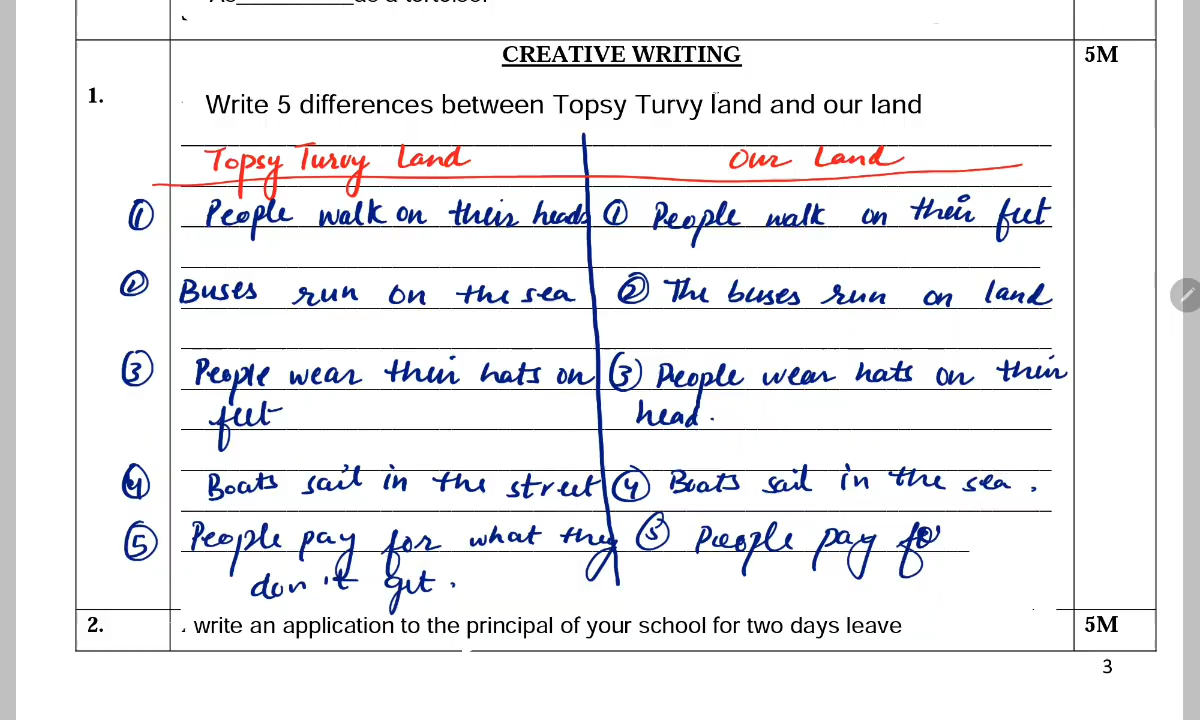 CREATIVE WRITING 5M
1. Write 5 differences between Topsy Turvy land and our land
Topsy Turvy Land Our Land
① People walk on their heads ① People walk on their feet
② Buses run on the sea ② The buses run on land
③ People wear their hats on ③ People wear hats on their
feet head.
④ Boats sail in the street ④ Boats sail in the sea.
⑤ People pay for what they ⑤ People pay fo
don't get.
2. write an application to the principal of your school for two days leave 5M
3